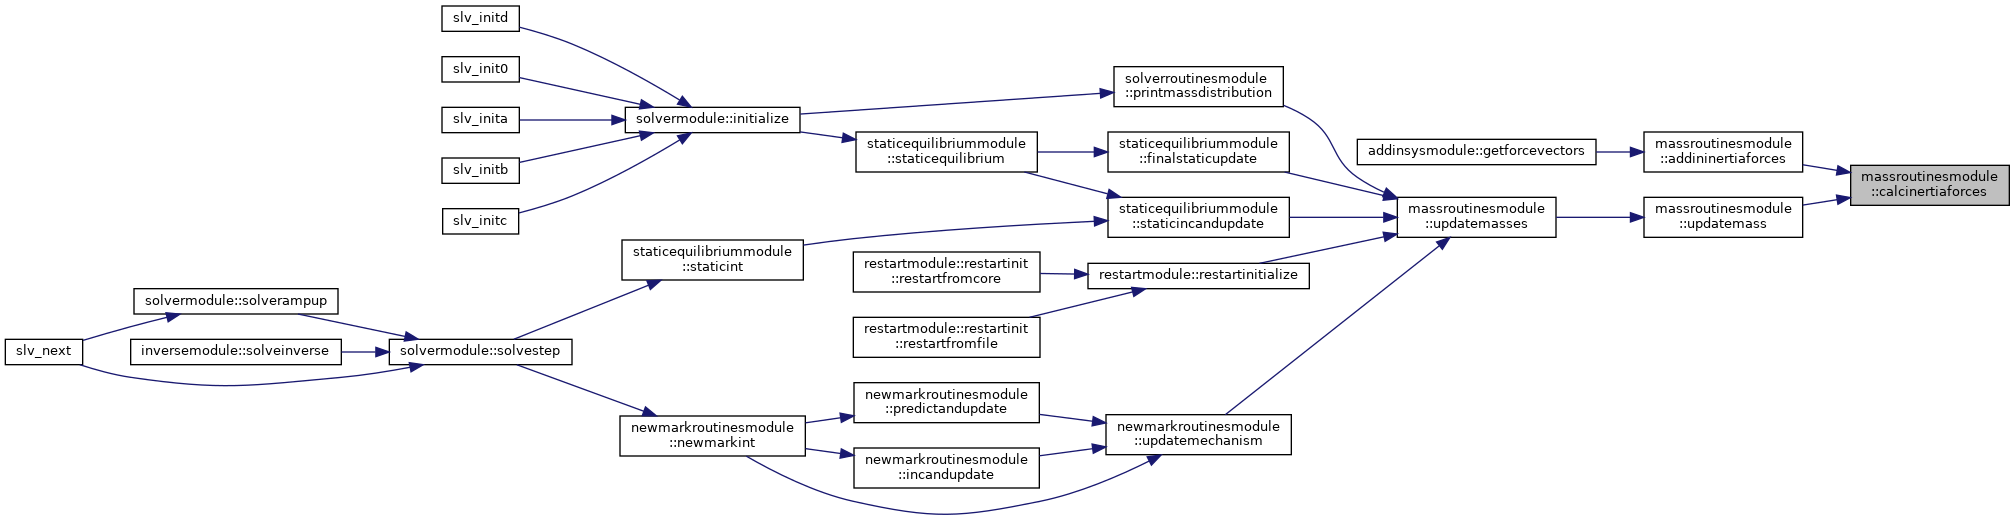 slv_initd
slv_init0
slv_inita
slv_initb
slv_initc
solvermodule::initialize
solverroutinesmodule
::printmassdistribution
staticequilibriummodule
::staticequilibrium
staticequilibriummodule
::finalstaticupdate
staticequilibriummodule
::staticincandupdate
addinsysmodule::getforcevectors
massroutinesmodule
::addininertiaforces
massroutinesmodule
::calcinertiaforces
massroutinesmodule
::updatemasses
massroutinesmodule
::updatemass
staticequilibriummodule
::staticint
restartmodule::restartinit
::restartfromcore
restartmodule::restartinitialize
restartmodule::restartinit
::restartfromfile
solvermodule::solverampup
slv_next
inversemodule::solveinverse
solvermodule::solvestep
newmarkroutinesmodule
::predictandupdate
newmarkroutinesmodule
::newmarkint
newmarkroutinesmodule
::incandupdate
newmarkroutinesmodule
::updatemechanism